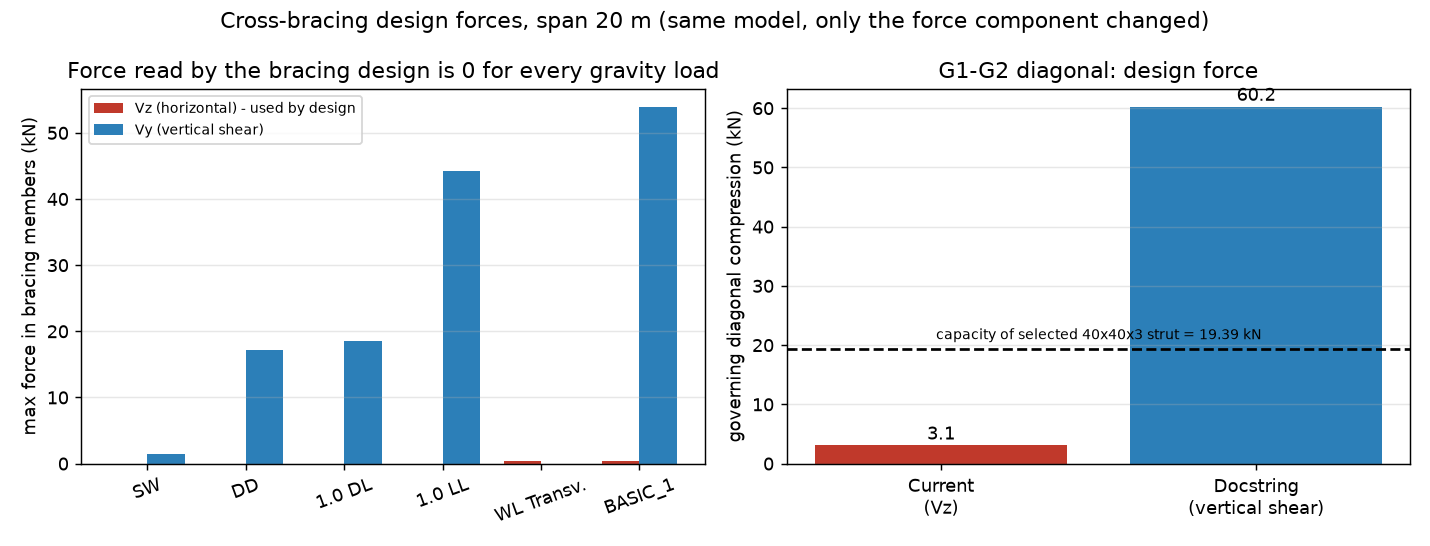 Cross-bracing design forces, span 20 m (same model, only the force component changed)
Force read by the bracing design is 0 for every gravity load
max force in bracing members (kN)
50
40
30
20
10
0
Vz (horizontal) - used by design
Vy (vertical shear)
SW
DD
1.0 DL
1.0 LL
WL Transv.
BASIC_1
G1-G2 diagonal: design force
governing diagonal compression (kN)
60
50
40
30
20
10
0
60.2
capacity of selected 40x40x3 strut = 19.39 kN
3.1
Current
(Vz)
Docstring
(vertical shear)